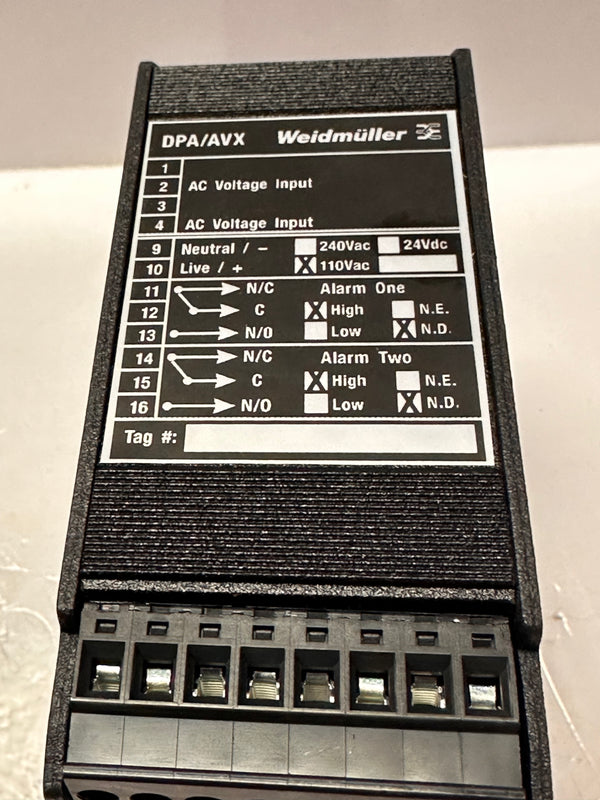 DPA/AVX Weidmüller
1
2 AC Voltage Input
3
4 AC Voltage Input
9 Neutral / – 240Vac 24Vdc
10 Live / + X 110Vac
11 N/C Alarm One
12 C X High N.E.
13 N/O Low X N.D.
14 N/C Alarm Two
15 C X High N.E.
16 N/O Low X N.D.
Tag #: